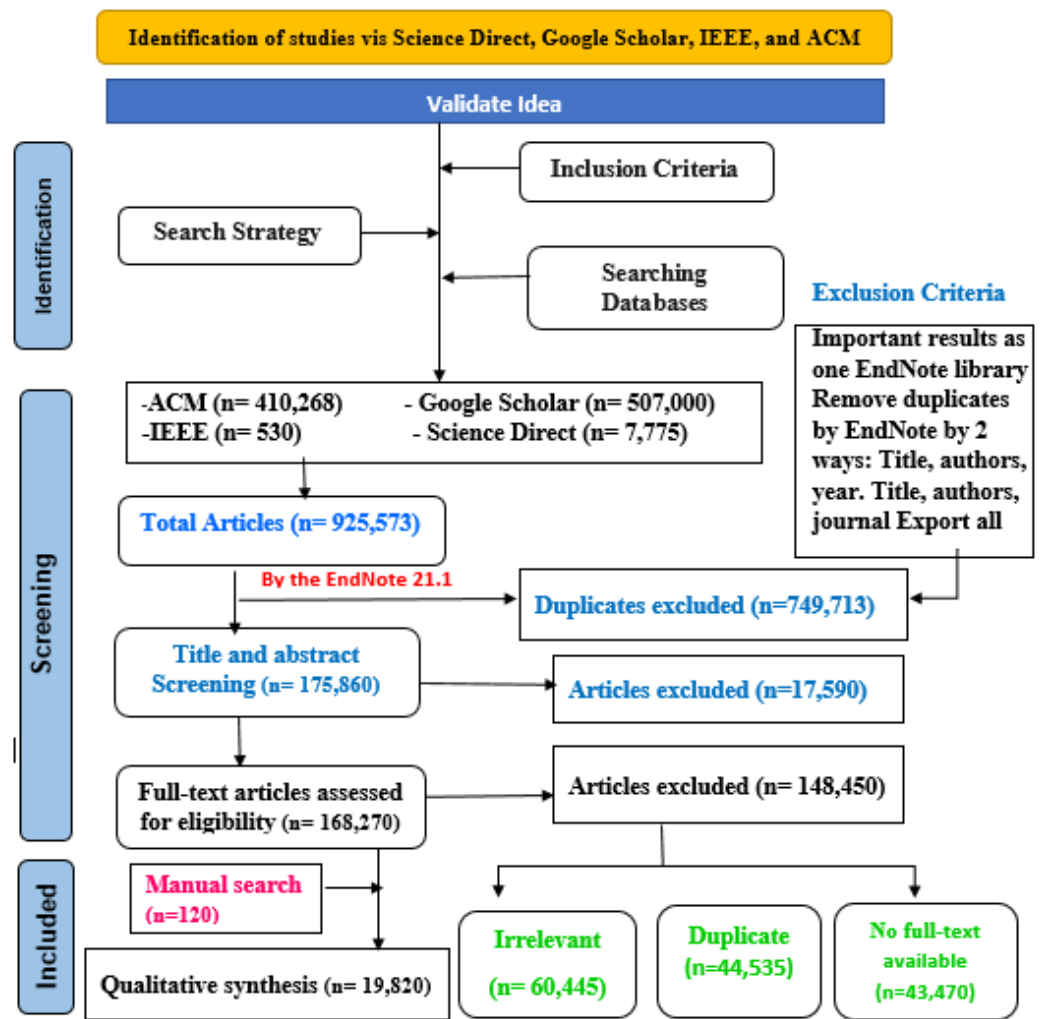 Identification of studies vis Science Direct, Google Scholar, IEEE, and ACM
Validate Idea
Identification
Inclusion Criteria
Search Strategy
Searching
Databases
Exclusion Criteria
Important results as
one EndNote library
Remove duplicates
by EndNote by 2
ways: Title, authors,
year. Title, authors,
journal Export all
Screening
-ACM (n= 410,268) - Google Scholar (n= 507,000)
-IEEE (n= 530) - Science Direct (n= 7,775)
Total Articles (n= 925,573)
By the EndNote 21.1
Duplicates excluded (n=749,713)
Title and abstract
Screening (n= 175,860)
Articles excluded (n=17,590)
Full-text articles assessed
for eligibility (n= 168,270)
Articles excluded (n= 148,450)
Included
Manual search
(n=120)
Qualitative synthesis (n= 19,820)
Irrelevant
(n= 60,445)
Duplicate
(n=44,535)
No full-text
available
(n=43,470)